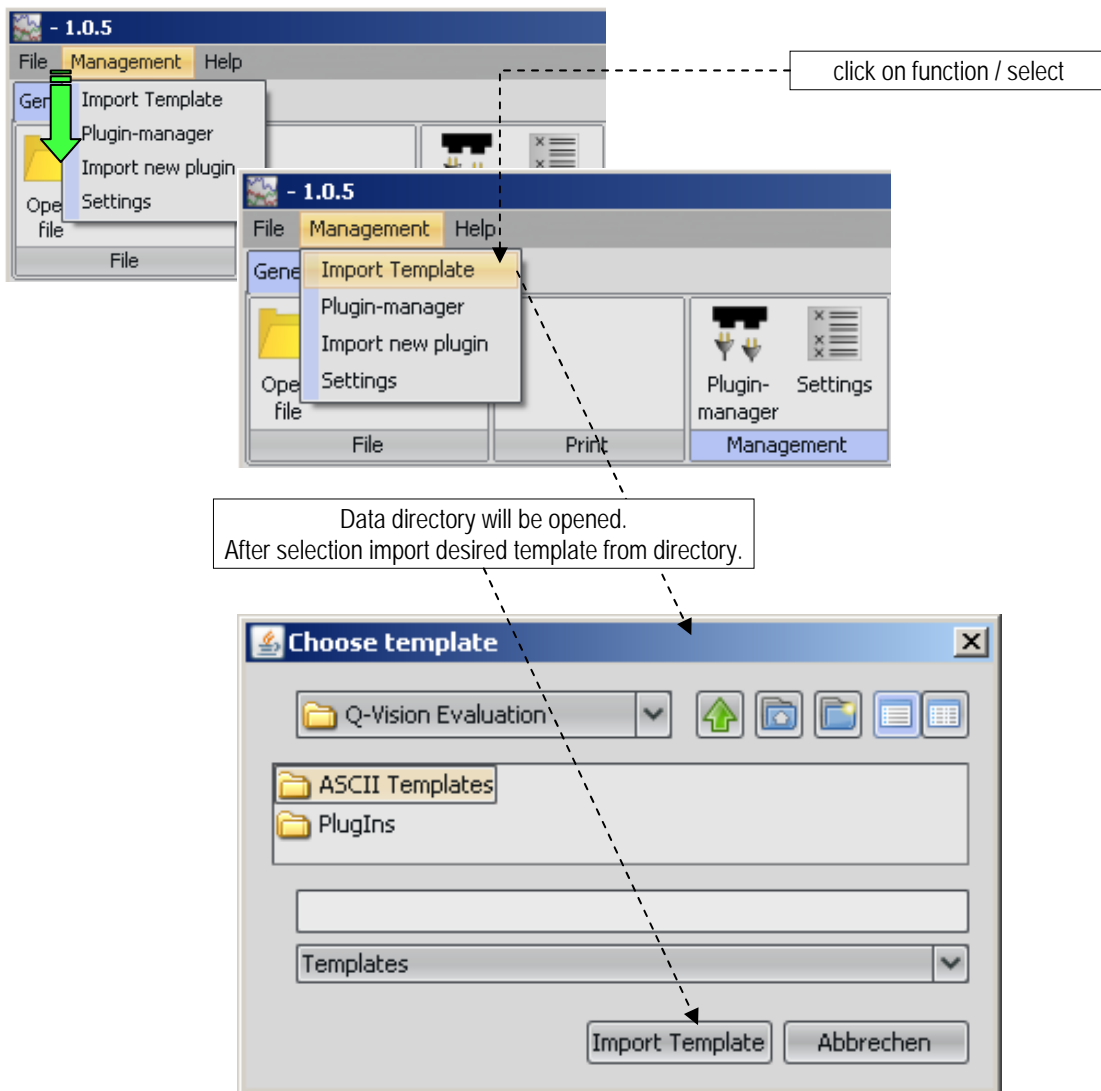 - 1.0.5
File Management Help
Gen
Import Template
Plugin-manager
Import new plugin
Settings
Ope
file
File
click on function / select
- 1.0.5
File Management Help
Gene
Import Template
Plugin-manager
Import new plugin
Settings
Ope
file
Plugin-
manager
Settings
File
Print
Management
Data directory will be opened.
After selection import desired template from directory.
Choose template
Q-Vision Evaluation
ASCII Templates
PlugIns
Templates
Import Template
Abbrechen